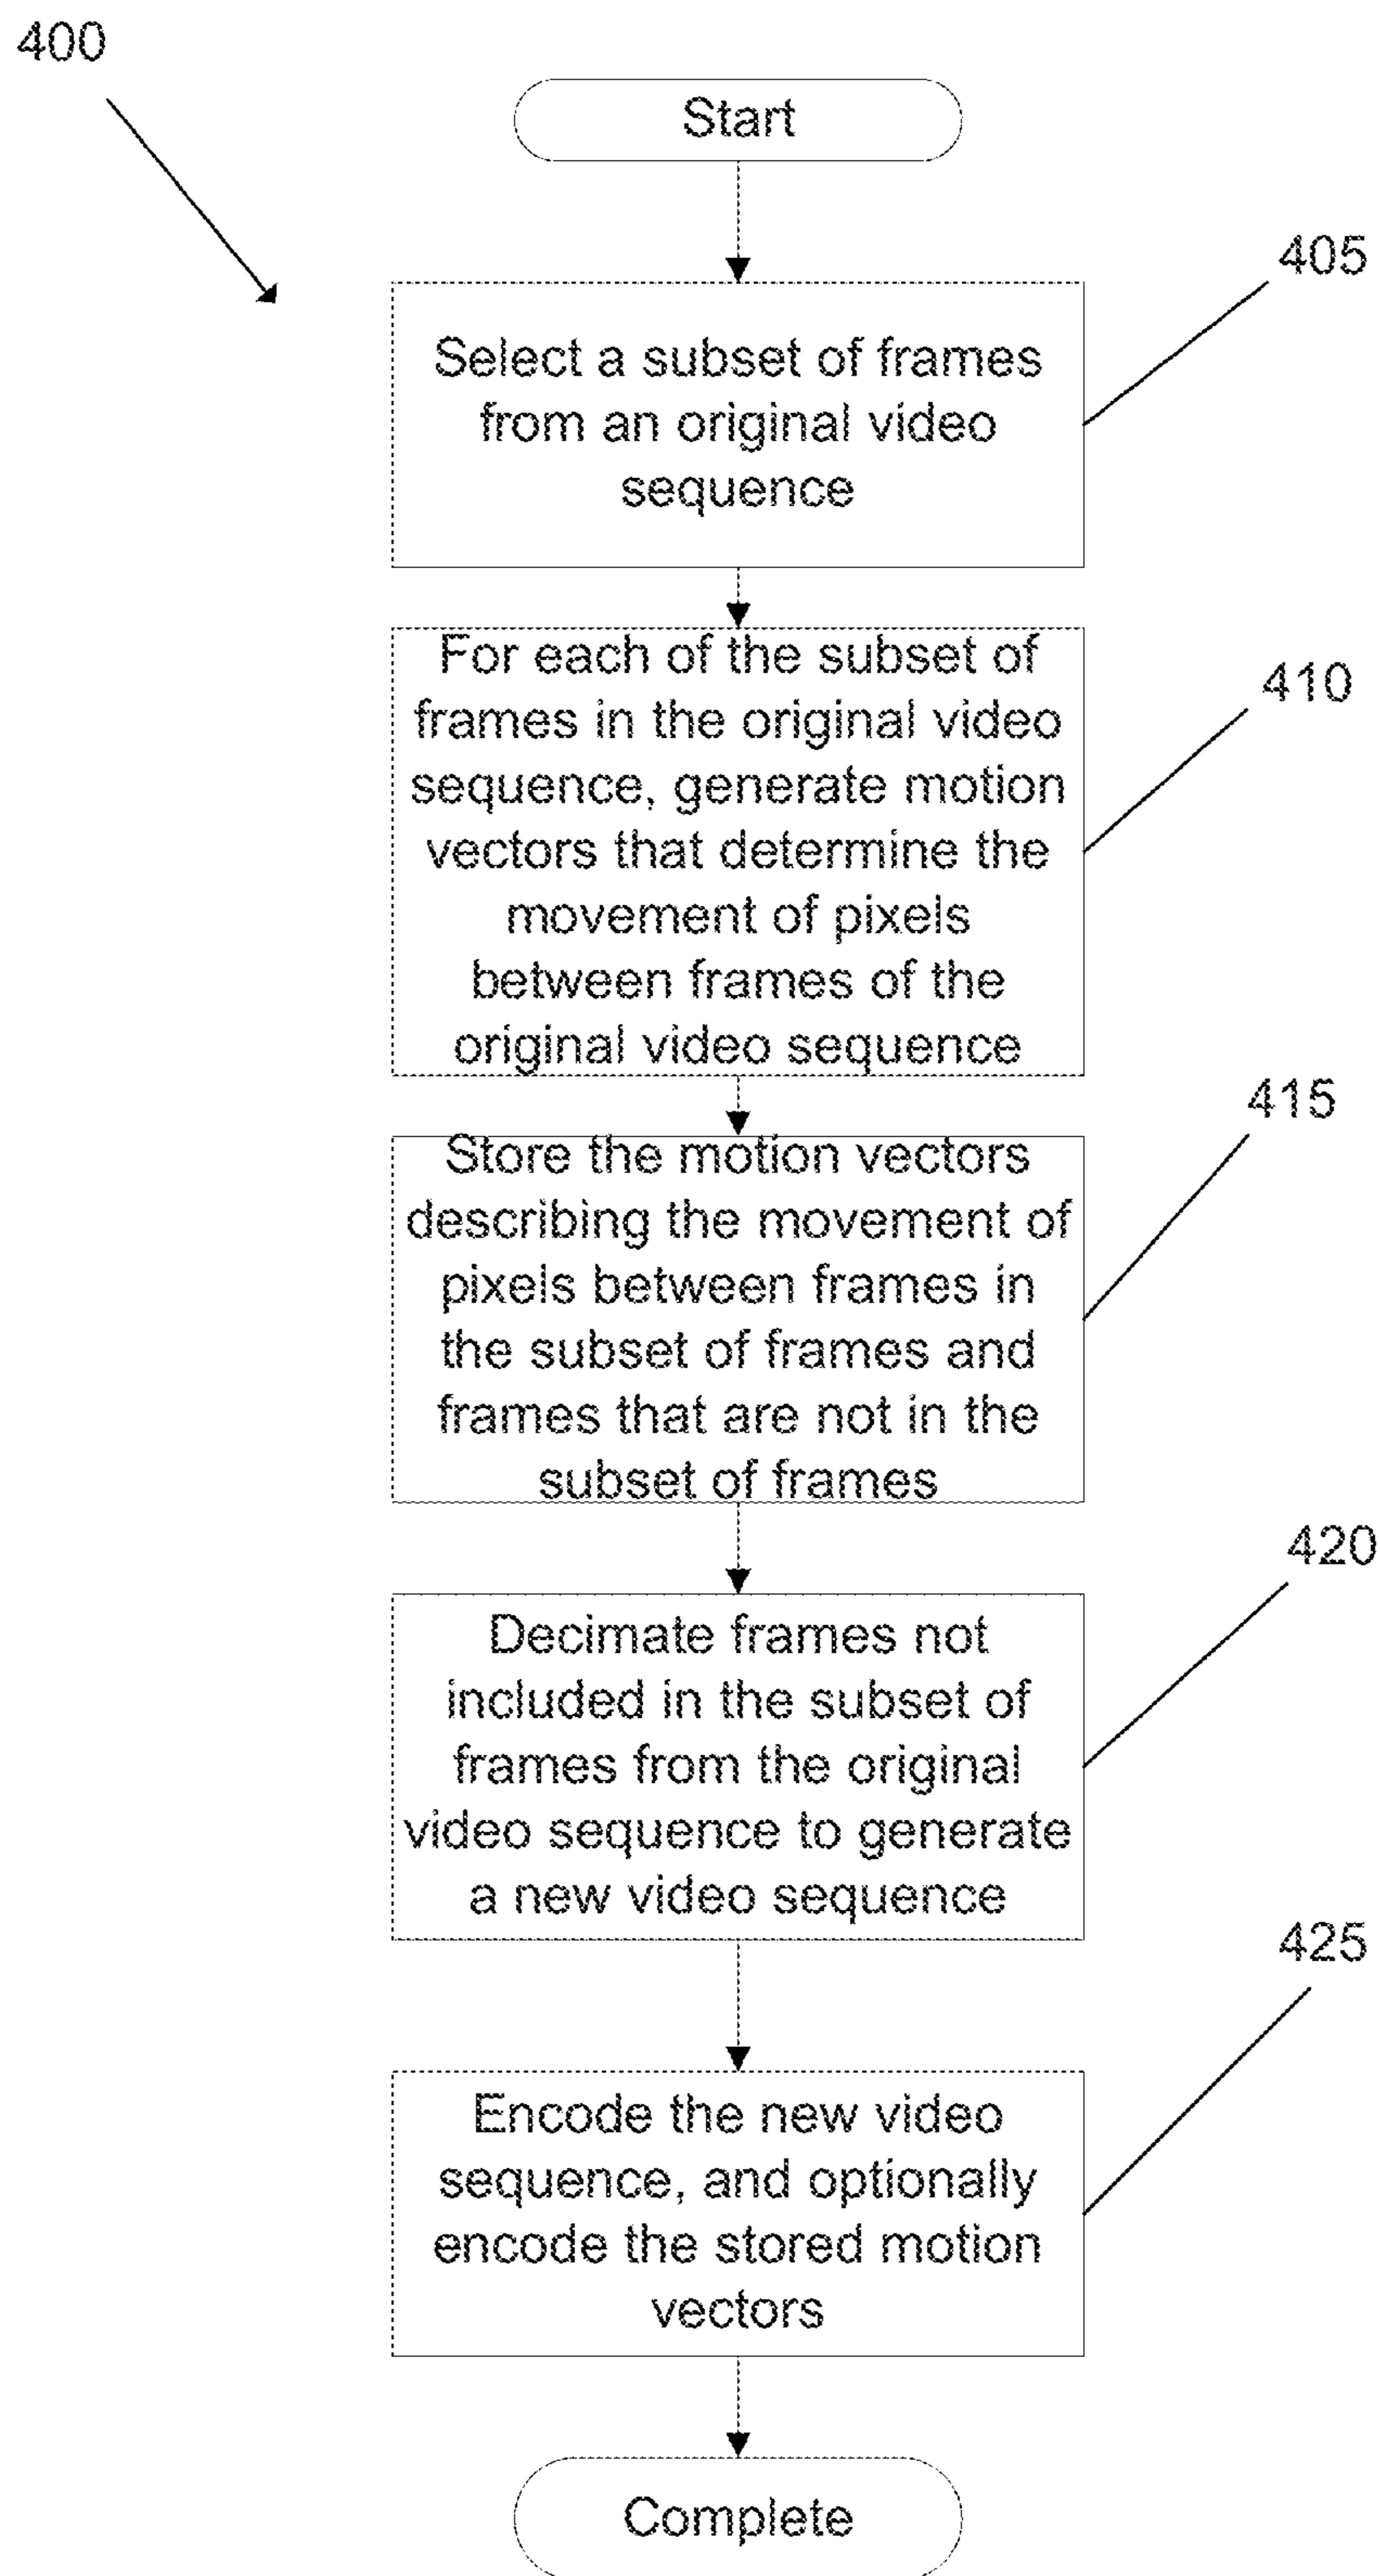 400
Start
405
Select a subset of frames
from an original video
sequence
410
For each of the subset of
frames in the original video
sequence, generate motion
vectors that determine the
movement of pixels
between frames of the
original video sequence
415
Store the motion vectors
describing the movement of
pixels between frames in
the subset of frames and
frames that are not in the
subset of frames
420
Decimate frames not
included in the subset of
frames from the original
video sequence to generate
a new video sequence
425
Encode the new video
sequence, and optionally
encode the stored motion
vectors
Complete